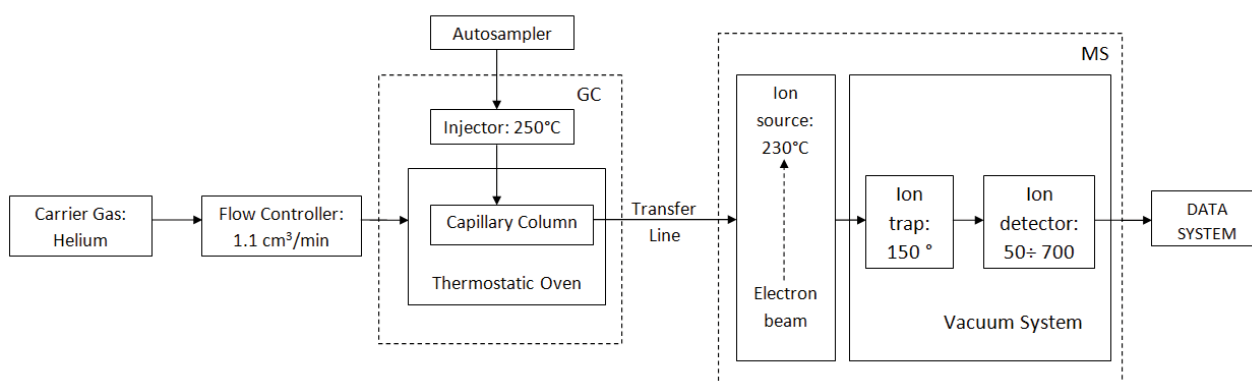 Autosampler
GC
Injector: 250°C
Carrier Gas:
Helium
Flow Controller:
1.1 cm³/min
Capillary Column
Thermostatic Oven
Transfer
Line
MS
Ion
source:
230°C
Electron
beam
Ion
trap:
150 °
Ion
detector:
50÷ 700
Vacuum System
DATA
SYSTEM